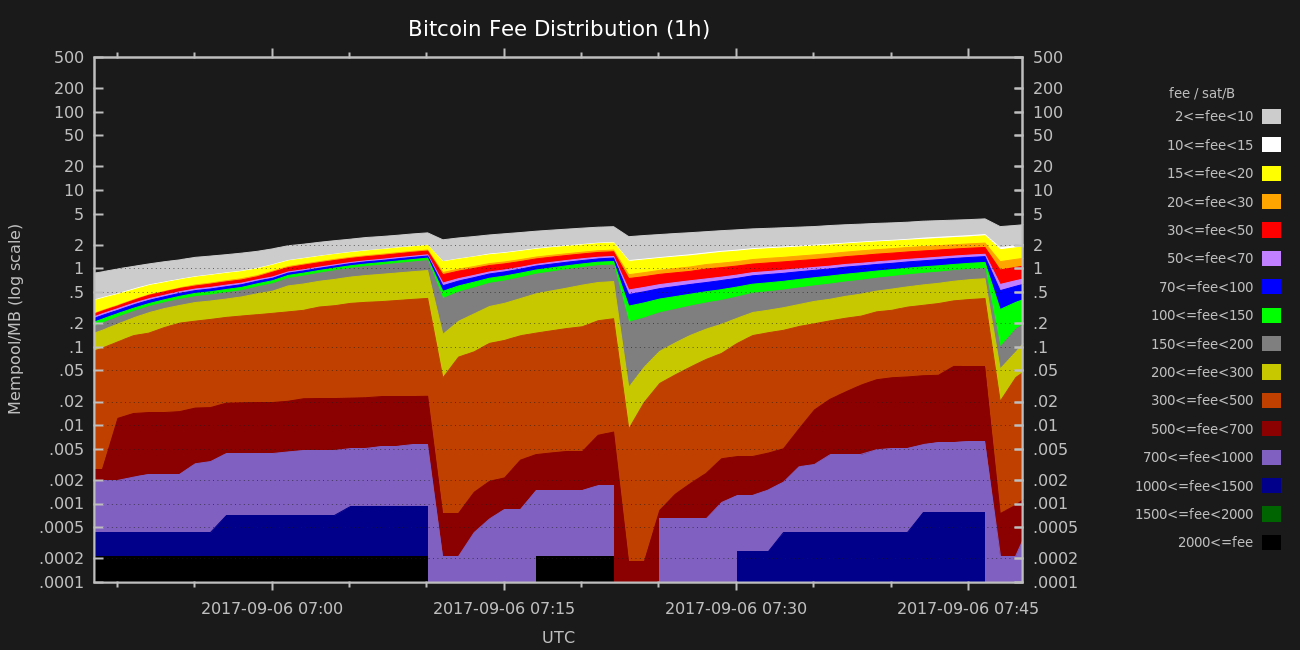 Bitcoin Fee Distribution (1h)
500 500
200 200
100 100
50 50
20 20
10 10
5 5
2 2
1 1
.5 .5
.2 .2
.1 .1
.05 .05
.02 .02
.01 .01
.005 .005
.002 .002
.001 .001
.0005 .0005
.0002 .0002
.0001 .0001
Mempool/MB (log scale)
2017-09-06 07:00 2017-09-06 07:15 2017-09-06 07:30 2017-09-06 07:45
UTC
fee / sat/B
2<=fee<10
10<=fee<15
15<=fee<20
20<=fee<30
30<=fee<50
50<=fee<70
70<=fee<100
100<=fee<150
150<=fee<200
200<=fee<300
300<=fee<500
500<=fee<700
700<=fee<1000
1000<=fee<1500
1500<=fee<2000
2000<=fee